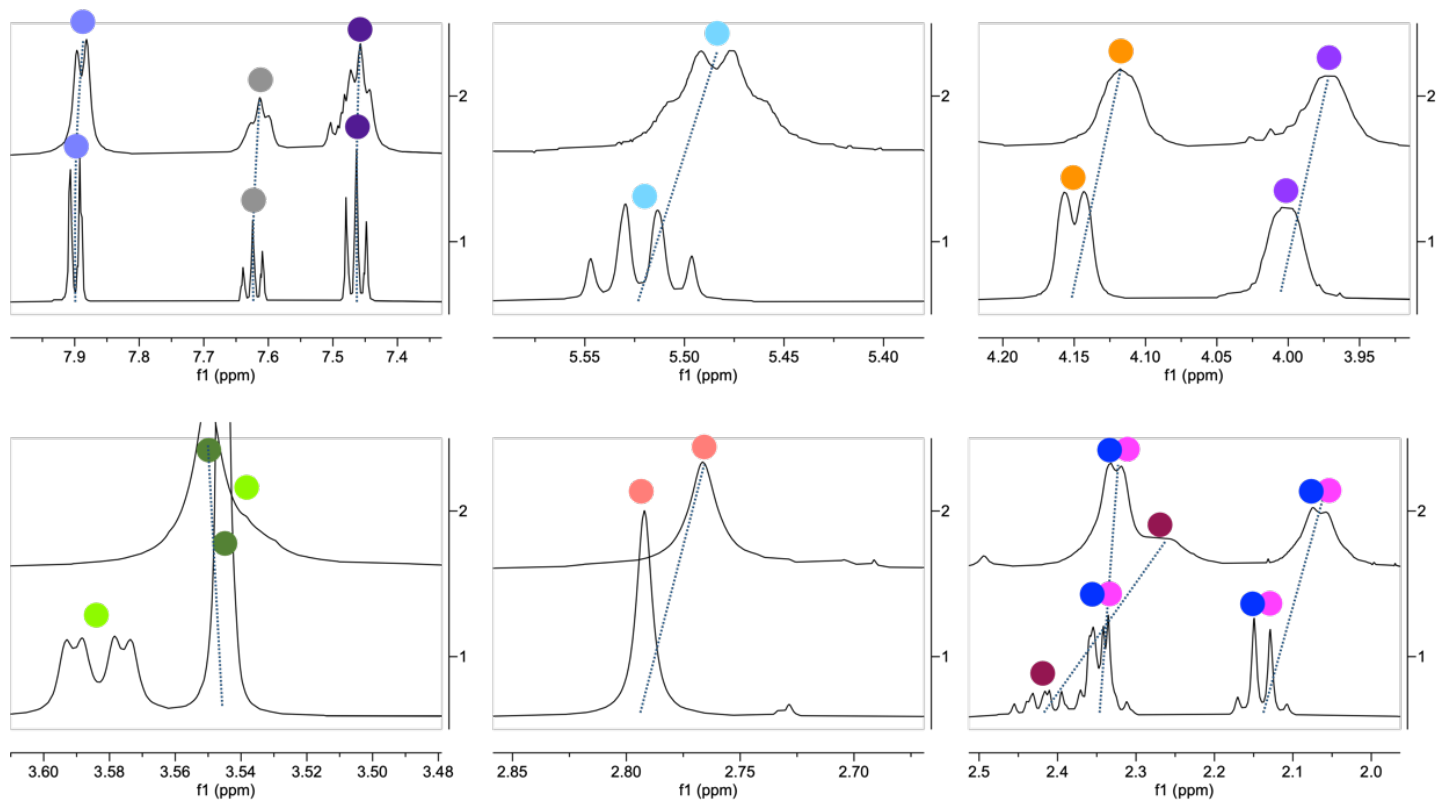 2
1
7.9 7.8 7.7 7.6 7.5 7.4
f1 (ppm)
2
1
5.55 5.50 5.45 5.40
f1 (ppm)
2
1
4.20 4.15 4.10 4.05 4.00 3.95
f1 (ppm)
2
1
3.60 3.58 3.56 3.54 3.52 3.50 3.48
f1 (ppm)
2
1
2.85 2.80 2.75 2.70
f1 (ppm)
2
1
2.5 2.4 2.3 2.2 2.1 2.0
f1 (ppm)